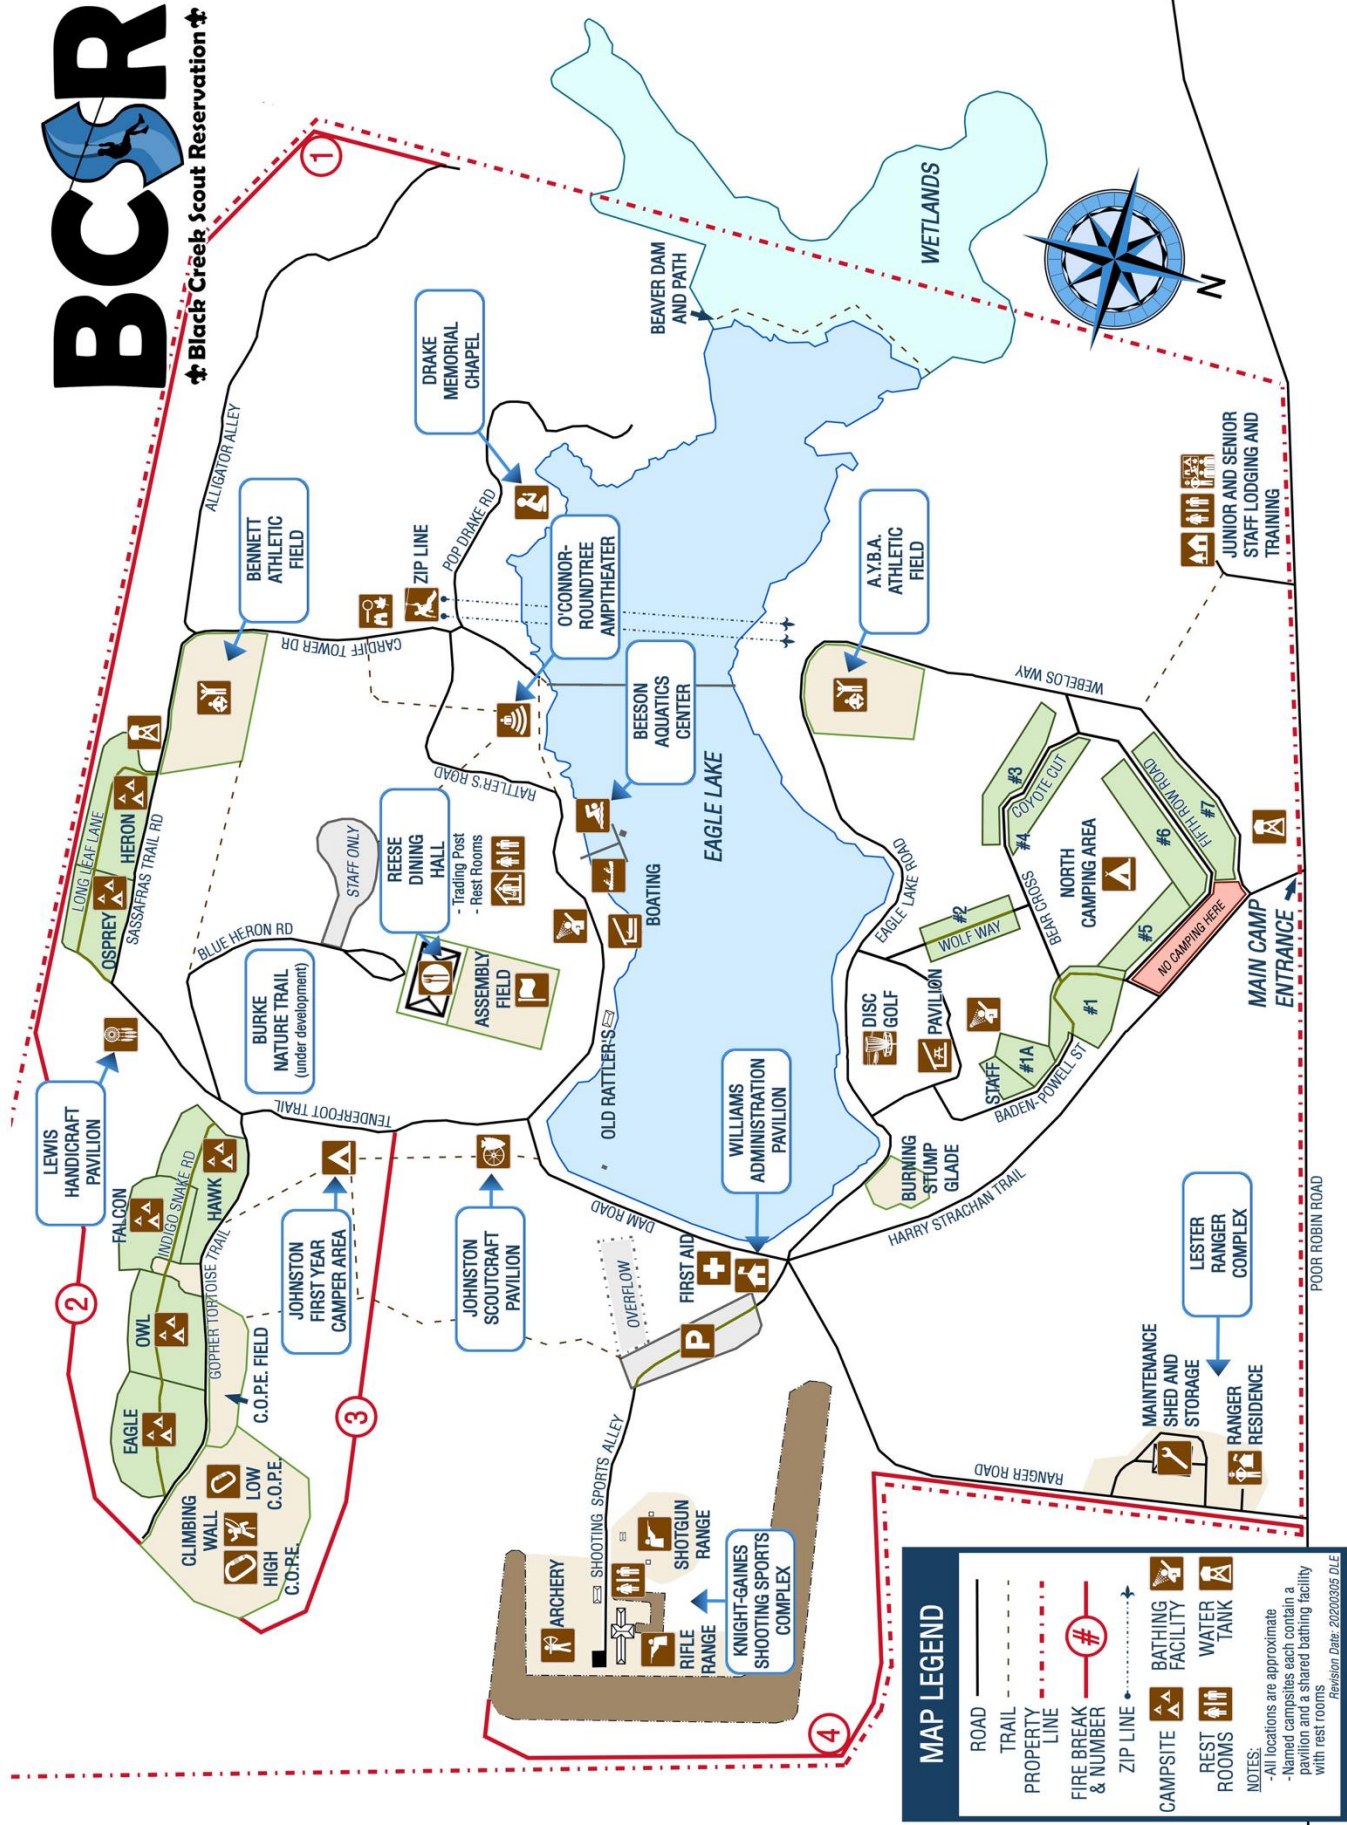 BCSR
Black Creek Scout Reservation
1
ALLIGATOR ALLEY
BENNETT
ATHLETIC
FIELD
DRAKE
MEMORIAL
CHAPEL
BEAVER DAM
AND PATH
WETLANDS
N
ZIP LINE
POP DRAKE RD
CARDIFF TOWER DR
O'CONNOR-
ROUNDTREE
AMPITHEATER
BEESON
AQUATICS
CENTER
EAGLE LAKE
A.Y.B.A.
ATHLETIC
FIELD
JUNIOR AND SENIOR
STAFF LODGING AND
TRAINING
WEBELOS WAY
LONG LEAF LANE
HERON
OSPREY
SASSAFRAS TRAIL RD
RATTLER'S ROAD
STAFF ONLY
REESE
DINING
HALL
- Trading Post
- Rest Rooms
BLUE HERON RD
BURKE
NATURE TRAIL
(under development)
ASSEMBLY
FIELD
BOATING
OLD RATTLER'S
EAGLE LAKE ROAD
#3
COYOTE CUT
#4
BEAR CROSS
NORTH
CAMPING AREA
#6
#7
FIFTH ROW ROAD
#2
WOLF WAY
#5
NO CAMPING HERE
MAIN CAMP
ENTRANCE
DISC
GOLF
PAVILION
STAFF
#1A
#1
BADEN-POWELL ST
LEWIS
HANDICRAFT
PAVILION
TENDERFOOT TRAIL
WILLIAMS
ADMINISTRATION
PAVILION
BURNING
STUMP
GLADE
HARRY STRACHAN TRAIL
2
FALCON
INDIGO SNAKE RD
HAWK
OWL
GOPHER TORTOISE TRAIL
EAGLE
C.O.P.E. FIELD
JOHNSTON
FIRST YEAR
CAMPER AREA
JOHNSTON
SCOUTCRAFT
PAVILION
DAM ROAD
OVERFLOW
FIRST AID
P
LESTER
RANGER
COMPLEX
POOR ROBIN ROAD
3
CLIMBING
WALL
LOW
C.O.P.E.
HIGH
C.O.P.E.
SHOOTING SPORTS ALLEY
ARCHERY
SHOTGUN
RANGE
RIFLE
RANGE
KNIGHT-GAINES
SHOOTING SPORTS
COMPLEX
MAINTENANCE
SHED AND
STORAGE
RANGER
RESIDENCE
RANGER ROAD
4
MAP LEGEND
ROAD
TRAIL
PROPERTY
LINE
FIRE BREAK
& NUMBER
#
ZIP LINE
CAMPSITE
BATHING
FACILITY
REST
ROOMS
WATER
TANK
NOTES:
-All locations are approximate
-Named campsites each contain a
pavilion and a shared bathing facility
with rest rooms
Revision Date: 20200305 DLE